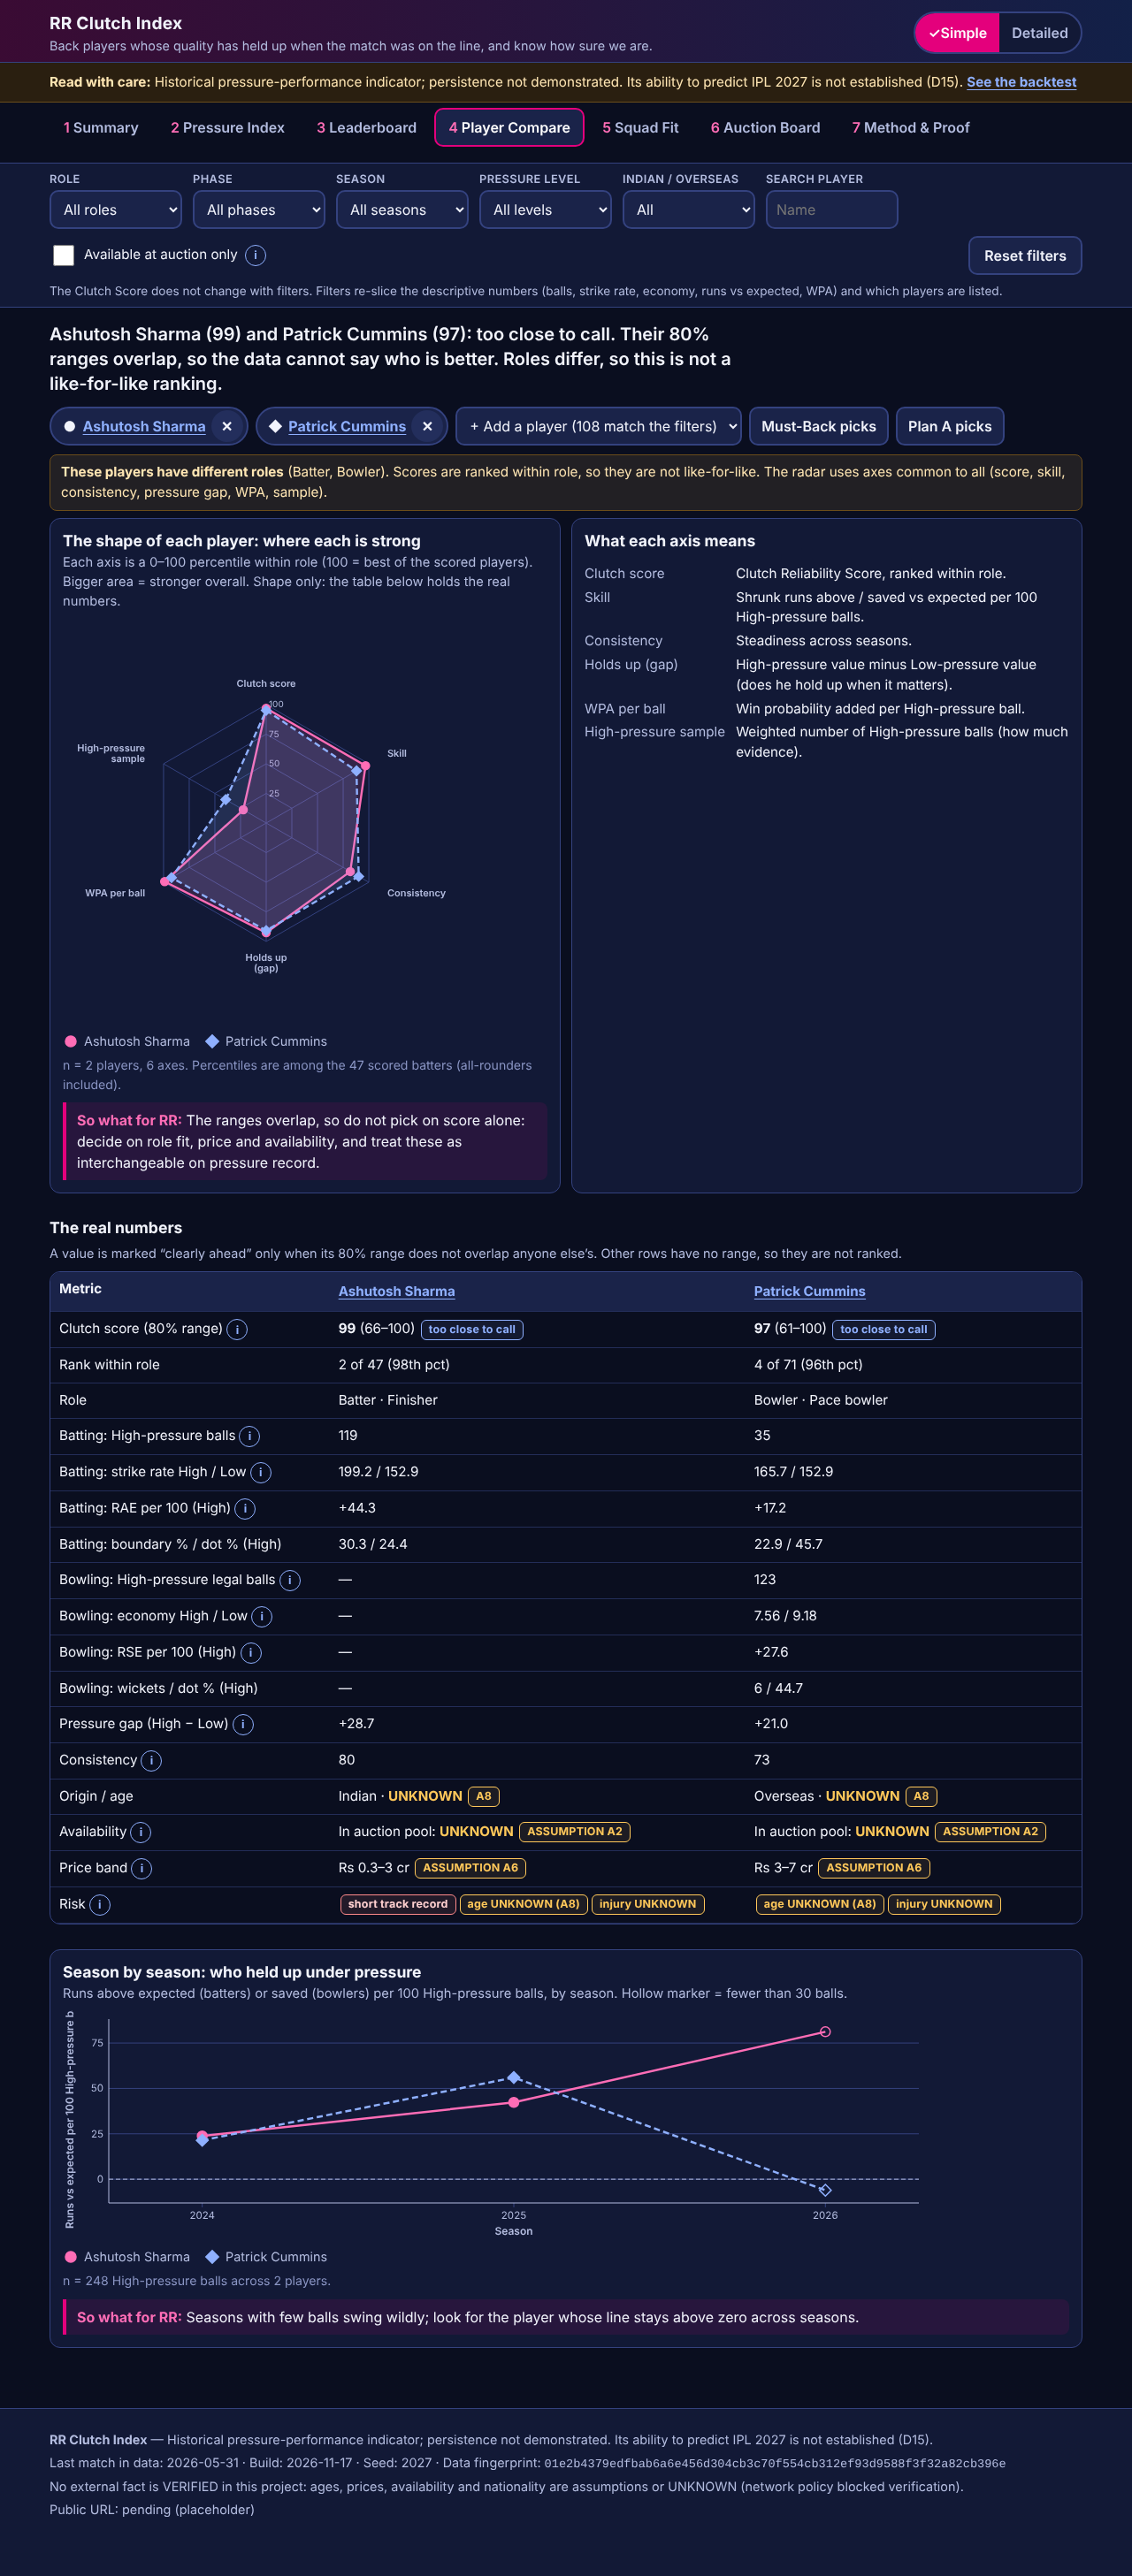 RR Clutch Index
Back players whose quality has held up when the match was on the line, and know how sure we are.
✓Simple
Detailed
Read with care: Historical pressure-performance indicator; persistence not demonstrated. Its ability to predict IPL 2027 is not established (D15). See the backtest
1 Summary
2 Pressure Index
3 Leaderboard
4 Player Compare
5 Squad Fit
6 Auction Board
7 Method & Proof
ROLE
PHASE
SEASON
PRESSURE LEVEL
INDIAN / OVERSEAS
SEARCH PLAYER
All roles
All phases
All seasons
All levels
All
Name
Available at auction only i
Reset filters
The Clutch Score does not change with filters. Filters re-slice the descriptive numbers (balls, strike rate, economy, runs vs expected, WPA) and which players are listed.
Ashutosh Sharma (99) and Patrick Cummins (97): too close to call. Their 80%
ranges overlap, so the data cannot say who is better. Roles differ, so this is not a
like-for-like ranking.
Ashutosh Sharma ✕
Patrick Cummins ✕
+ Add a player (108 match the filters)
Must-Back picks
Plan A picks
These players have different roles (Batter, Bowler). Scores are ranked within role, so they are not like-for-like. The radar uses axes common to all (score, skill,
consistency, pressure gap, WPA, sample).
The shape of each player: where each is strong
Each axis is a 0–100 percentile within role (100 = best of the scored players).
Bigger area = stronger overall. Shape only: the table below holds the real
numbers.
Clutch score
100
75
50
25
High-pressure
sample
Skill
WPA per ball
Consistency
Holds up
(gap)
Ashutosh Sharma
Patrick Cummins
n = 2 players, 6 axes. Percentiles are among the 47 scored batters (all-rounders
included).
So what for RR: The ranges overlap, so do not pick on score alone:
decide on role fit, price and availability, and treat these as
interchangeable on pressure record.
What each axis means
Clutch score
Clutch Reliability Score, ranked within role.
Skill
Shrunk runs above / saved vs expected per 100
High-pressure balls.
Consistency
Steadiness across seasons.
Holds up (gap)
High-pressure value minus Low-pressure value
(does he hold up when it matters).
WPA per ball
Win probability added per High-pressure ball.
High-pressure sample
Weighted number of High-pressure balls (how much
evidence).
The real numbers
A value is marked “clearly ahead” only when its 80% range does not overlap anyone else’s. Other rows have no range, so they are not ranked.
Metric Ashutosh Sharma Patrick Cummins
Clutch score (80% range) i 99 (66–100) too close to call 97 (61–100) too close to call
Rank within role 2 of 47 (98th pct) 4 of 71 (96th pct)
Role Batter · Finisher Bowler · Pace bowler
Batting: High-pressure balls i 119 35
Batting: strike rate High / Low i 199.2 / 152.9 165.7 / 152.9
Batting: RAE per 100 (High) i +44.3 +17.2
Batting: boundary % / dot % (High) 30.3 / 24.4 22.9 / 45.7
Bowling: High-pressure legal balls i — 123
Bowling: economy High / Low i — 7.56 / 9.18
Bowling: RSE per 100 (High) i — +27.6
Bowling: wickets / dot % (High) — 6 / 44.7
Pressure gap (High − Low) i +28.7 +21.0
Consistency i 80 73
Origin / age Indian · UNKNOWN A8 Overseas · UNKNOWN A8
Availability i In auction pool: UNKNOWN ASSUMPTION A2 In auction pool: UNKNOWN ASSUMPTION A2
Price band i Rs 0.3–3 cr ASSUMPTION A6 Rs 3–7 cr ASSUMPTION A6
Risk i short track record age UNKNOWN (A8) injury UNKNOWN age UNKNOWN (A8) injury UNKNOWN
Season by season: who held up under pressure
Runs above expected (batters) or saved (bowlers) per 100 High-pressure balls, by season. Hollow marker = fewer than 30 balls.
Runs vs expected per 100 High-pressure b
75
50
25
0
2024
2025
2026
Season
Ashutosh Sharma
Patrick Cummins
n = 248 High-pressure balls across 2 players.
So what for RR: Seasons with few balls swing wildly; look for the player whose line stays above zero across seasons.
RR Clutch Index — Historical pressure-performance indicator; persistence not demonstrated. Its ability to predict IPL 2027 is not established (D15).
Last match in data: 2026-05-31 · Build: 2026-11-17 · Seed: 2027 · Data fingerprint: 01e2b4379edfbab6a6e456d304cb3c70f554cb312ef93d9588f3f32a82cb396e
No external fact is VERIFIED in this project: ages, prices, availability and nationality are assumptions or UNKNOWN (network policy blocked verification).
Public URL: pending (placeholder)